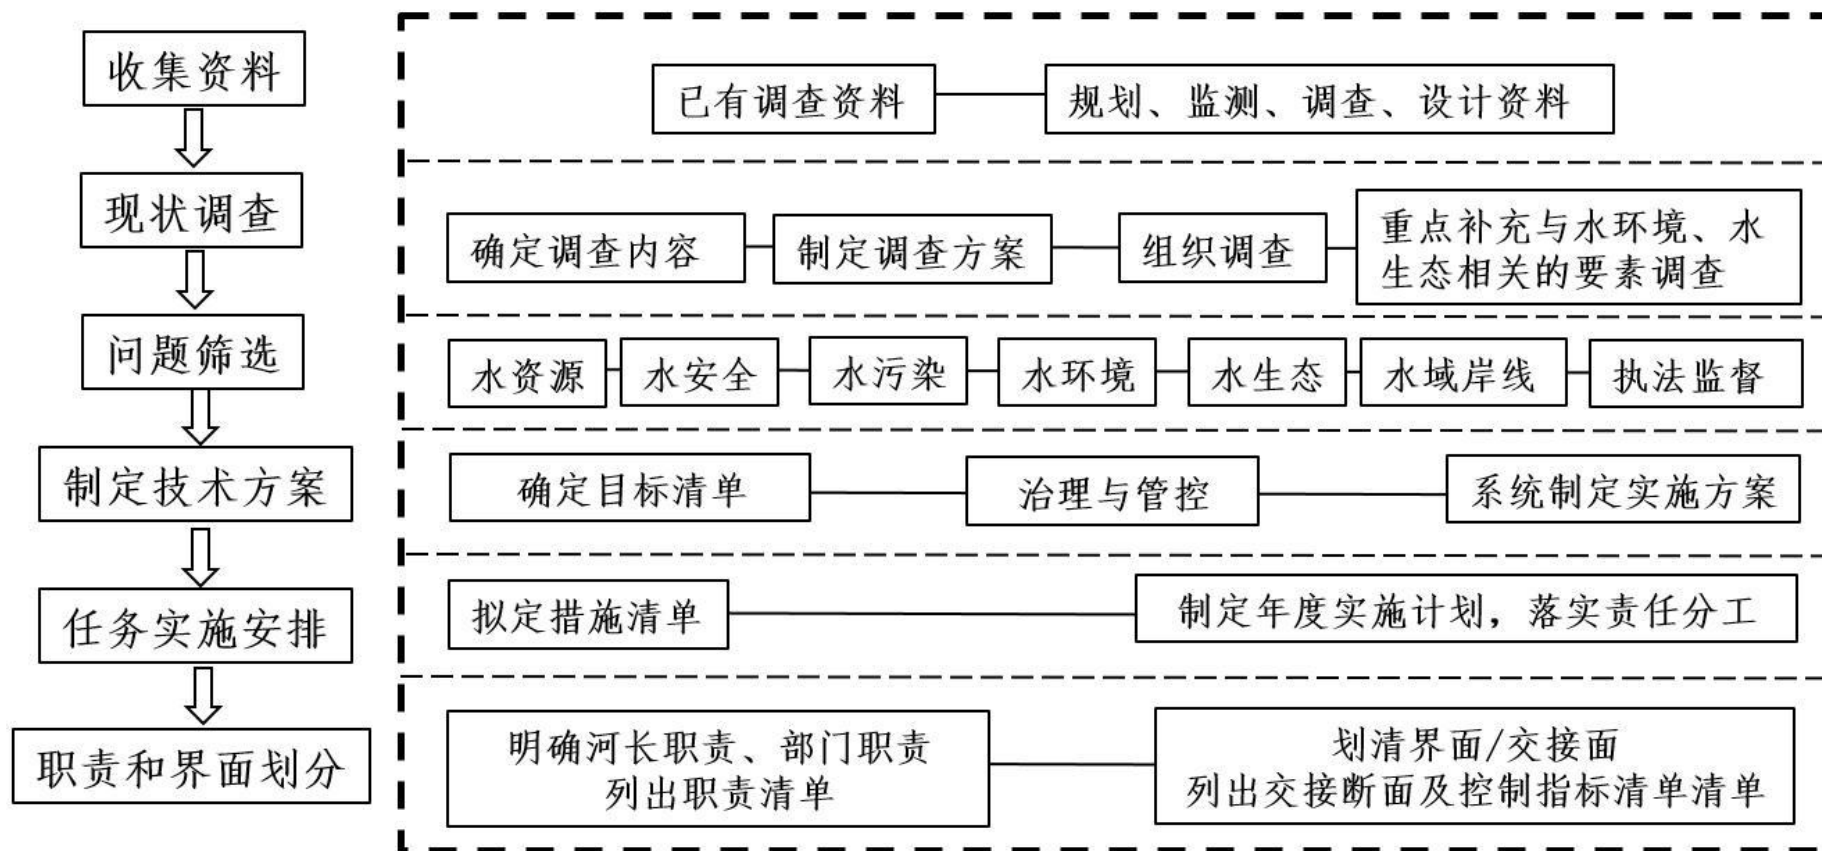 收集资料
已有调查资料
规划、监测、调查、设计资料
现状调查
确定调查内容
制定调查方案
组织调查
重点补充与水环境、水
生态相关的要素调查
问题筛选
水资源
水安全
水污染
水环境
水生态
水域岸线
执法监督
制定技术方案
确定目标清单
治理与管控
系统制定实施方案
任务实施安排
拟定措施清单
制定年度实施计划，落实责任分工
职责和界面划分
明确河长职责、部门职责
列出职责清单
划清界面/交接面
列出交接断面及控制指标清单清单